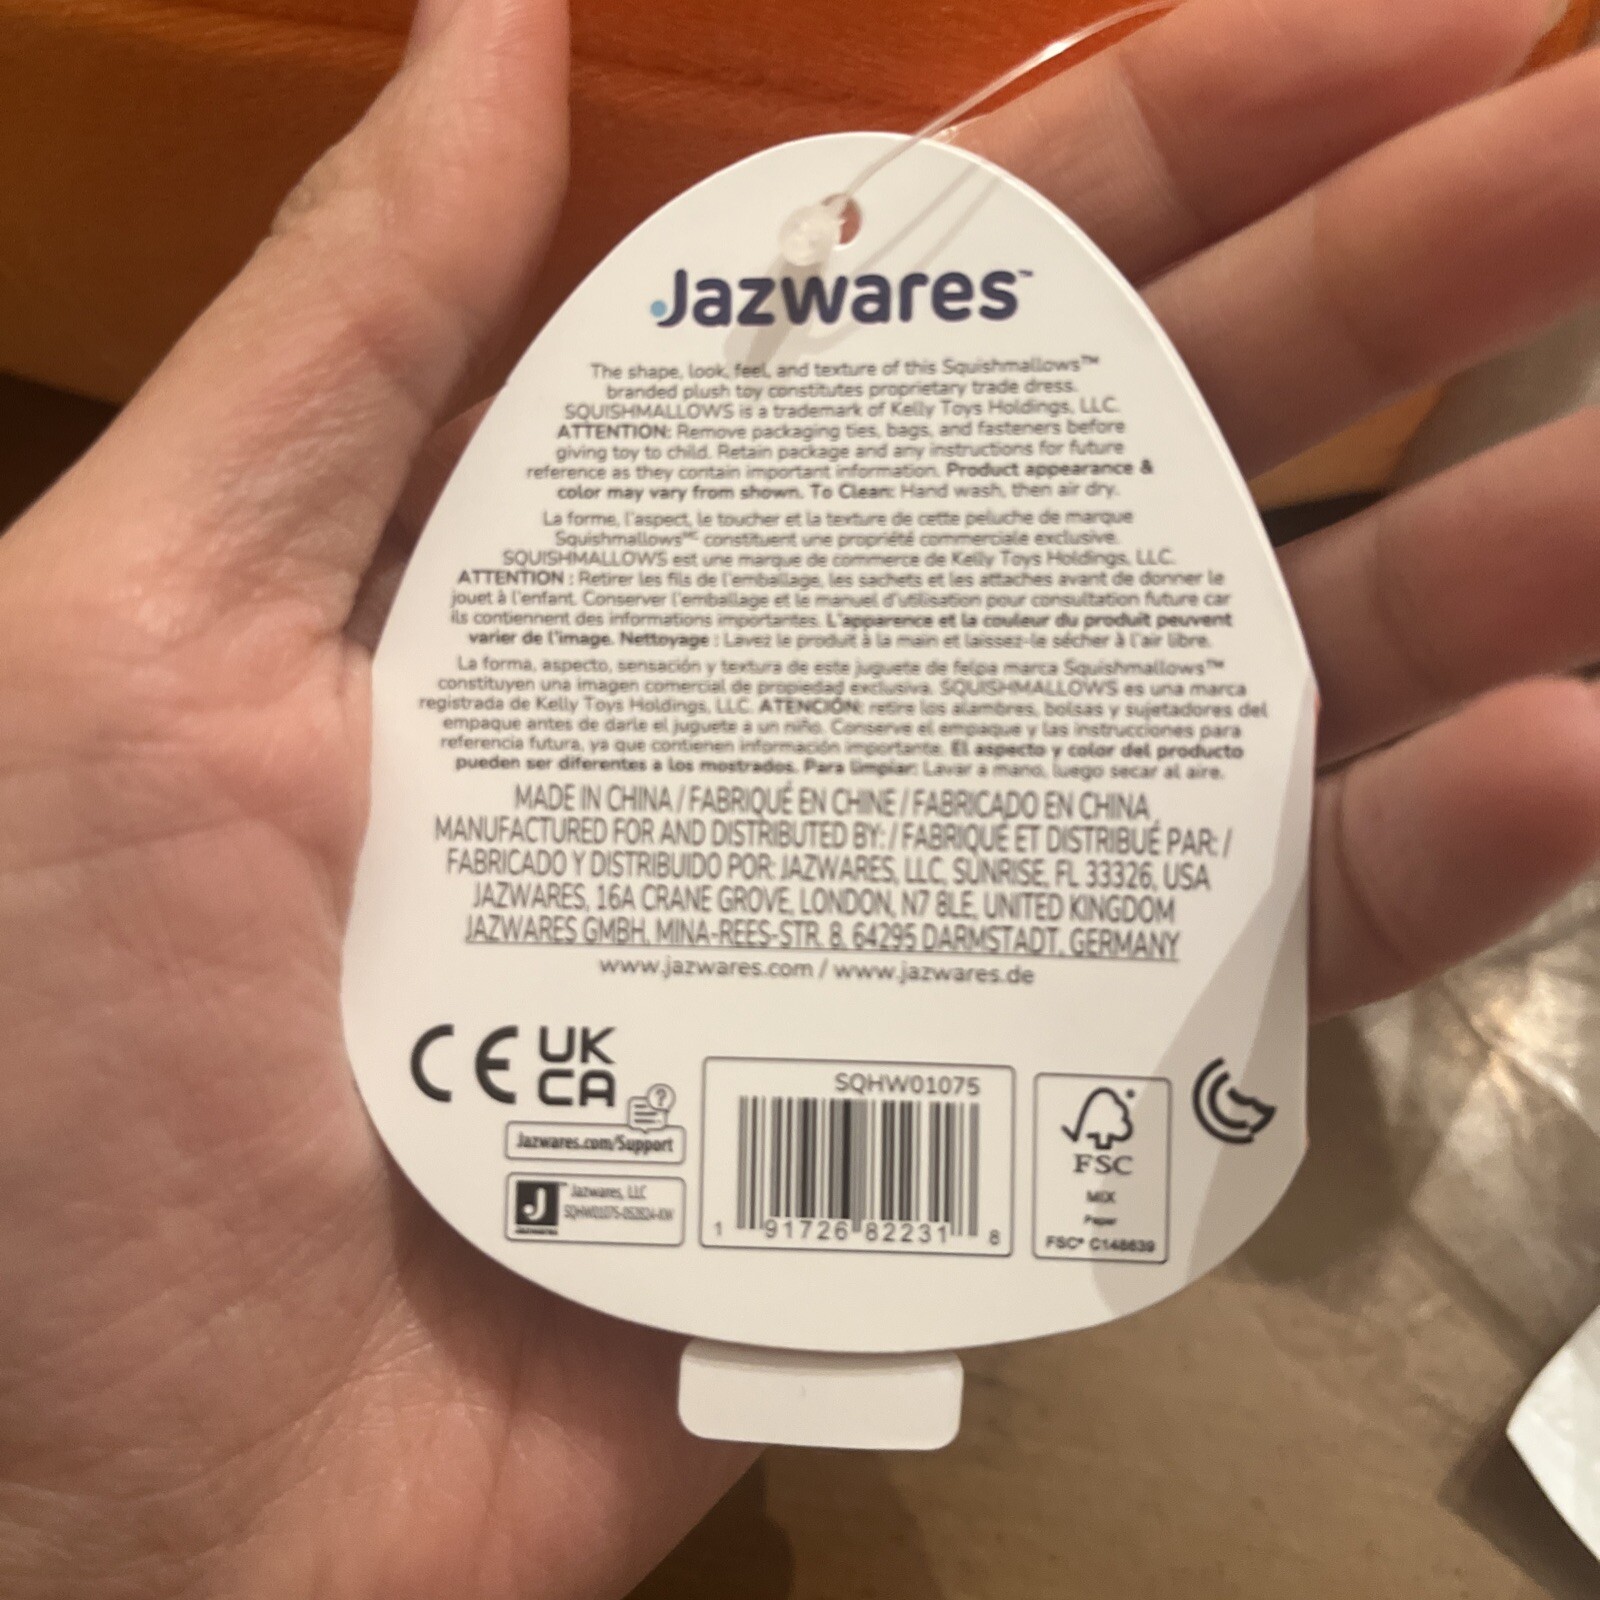 Jazwares™
The shape, look, feel, and texture of this Squishmallows™
branded plush toy constitutes proprietary trade dress.
SQUISHMALLOWS is a trademark of Kelly Toys Holdings, LLC.
ATTENTION: Remove packaging ties, bags, and fasteners before
giving toy to child. Retain package and any instructions for future
reference as they contain important information. Product appearance &
color may vary from shown. To Clean: Hand wash, then air dry.
La forme, l'aspect, le toucher et la texture de cette peluche de marque
Squishmallows ᴹᶜ constituent une propriété commerciale exclusive.
SQUISHMALLOWS est une marque de commerce de Kelly Toys Holdings, LLC.
ATTENTION : Retirer les fils de l'emballage, les sachets et les attaches avant de donner le
jouet à l'enfant. Conserver l'emballage et le manuel d'utilisation pour consultation future car
ils contiennent des informations importantes. L'apparence et la couleur du produit peuvent
varier de l'image. Nettoyage : Lavez le produit à la main et laissez-le sécher à l'air libre.
La forma, aspecto, sensación y textura de este juguete de felpa marca Squishmallows™
constituyen una imagen comercial de propiedad exclusiva. SQUISHMALLOWS es una marca
registrada de Kelly Toys Holdings, LLC. ATENCIÓN: retire los alambres, bolsas y sujetadores del
empaque antes de darle el juguete a un niño. Conserve el empaque y las instrucciones para
referencia futura, ya que contienen información importante. El aspecto y color del producto
pueden ser diferentes a los mostrados. Para limpiar: Lavar a mano, luego secar al aire.
MADE IN CHINA / FABRIQUÉ EN CHINE / FABRICADO EN CHINA
MANUFACTURED FOR AND DISTRIBUTED BY: / FABRIQUÉ ET DISTRIBUÉ PAR: /
FABRICADO Y DISTRIBUIDO POR: JAZWARES, LLC, SUNRISE, FL 33326, USA
JAZWARES, 16A CRANE GROVE, LONDON, N7 8LE, UNITED KINGDOM
JAZWARES GMBH, MINA-REES-STR. 8, 64295 DARMSTADT, GERMANY
www.jazwares.com / www.jazwares.de
CE
UK
CA
Jazwares.com/Support
Jazwares, LLC
SQHW01075-052824-KW
SQHW01075
1 91726 82231 8
FSC
MIX
Paper
FSC® C148639